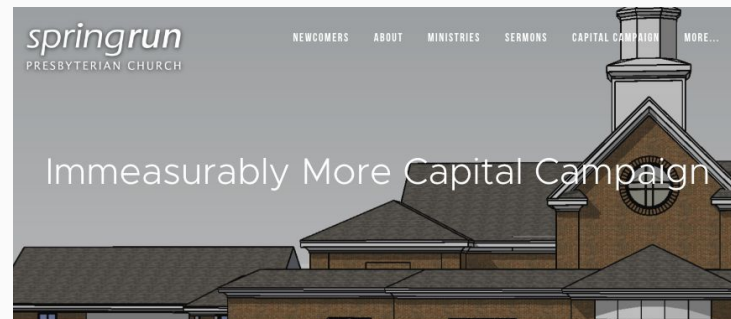 springrun
PRESBYTERIAN CHURCH
NEWCOMERS ABOUT MINISTRIES SERMONS CAPITAL CAMPAIGN MORE...
Immeasurably More Capital Campaign